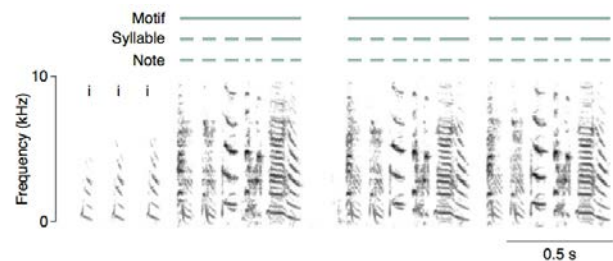 Motif
Syllable
Note
10
i i i
Frequency (kHz)
0
0.5 s